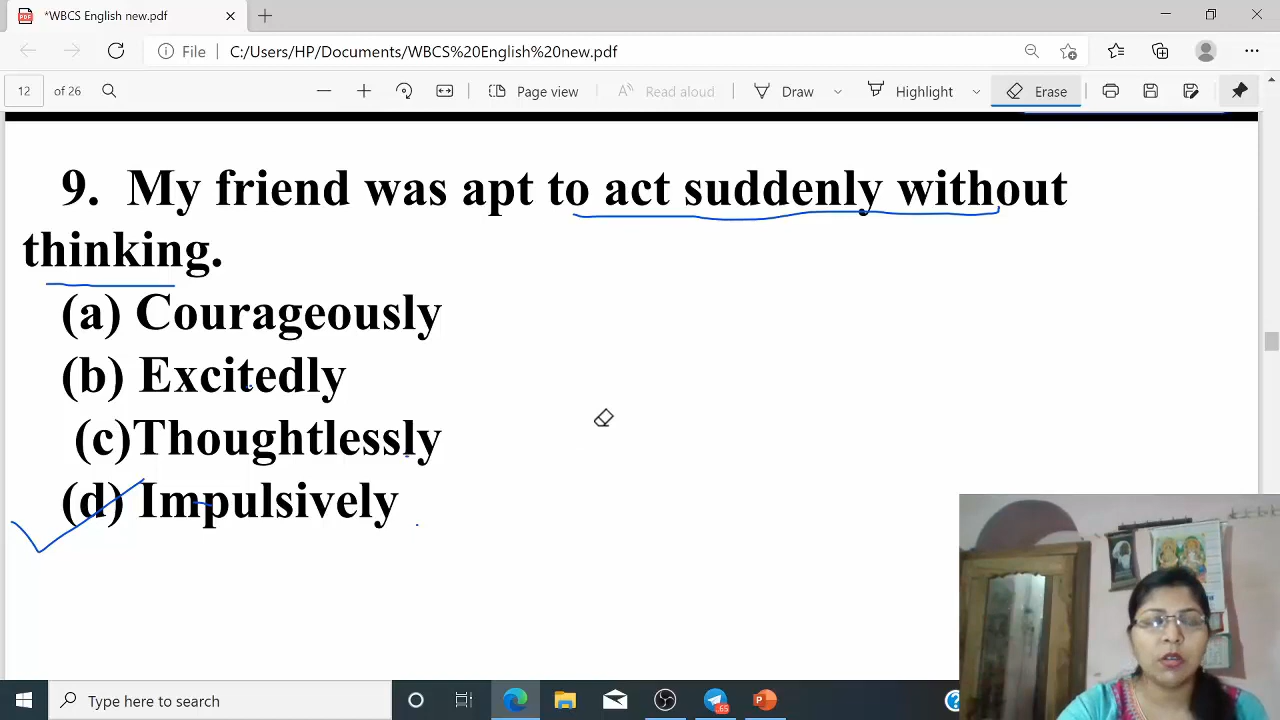 *WBCS English new.pdf
File C:/Users/HP/Documents/WBCS%20English%20new.pdf
12 of 26 Page view Read aloud Draw Highlight Erase
9. My friend was apt to act suddenly without
thinking.
(a) Courageously
(b) Excitedly
(c)Thoughtlessly
(d) Impulsively
Type here to search